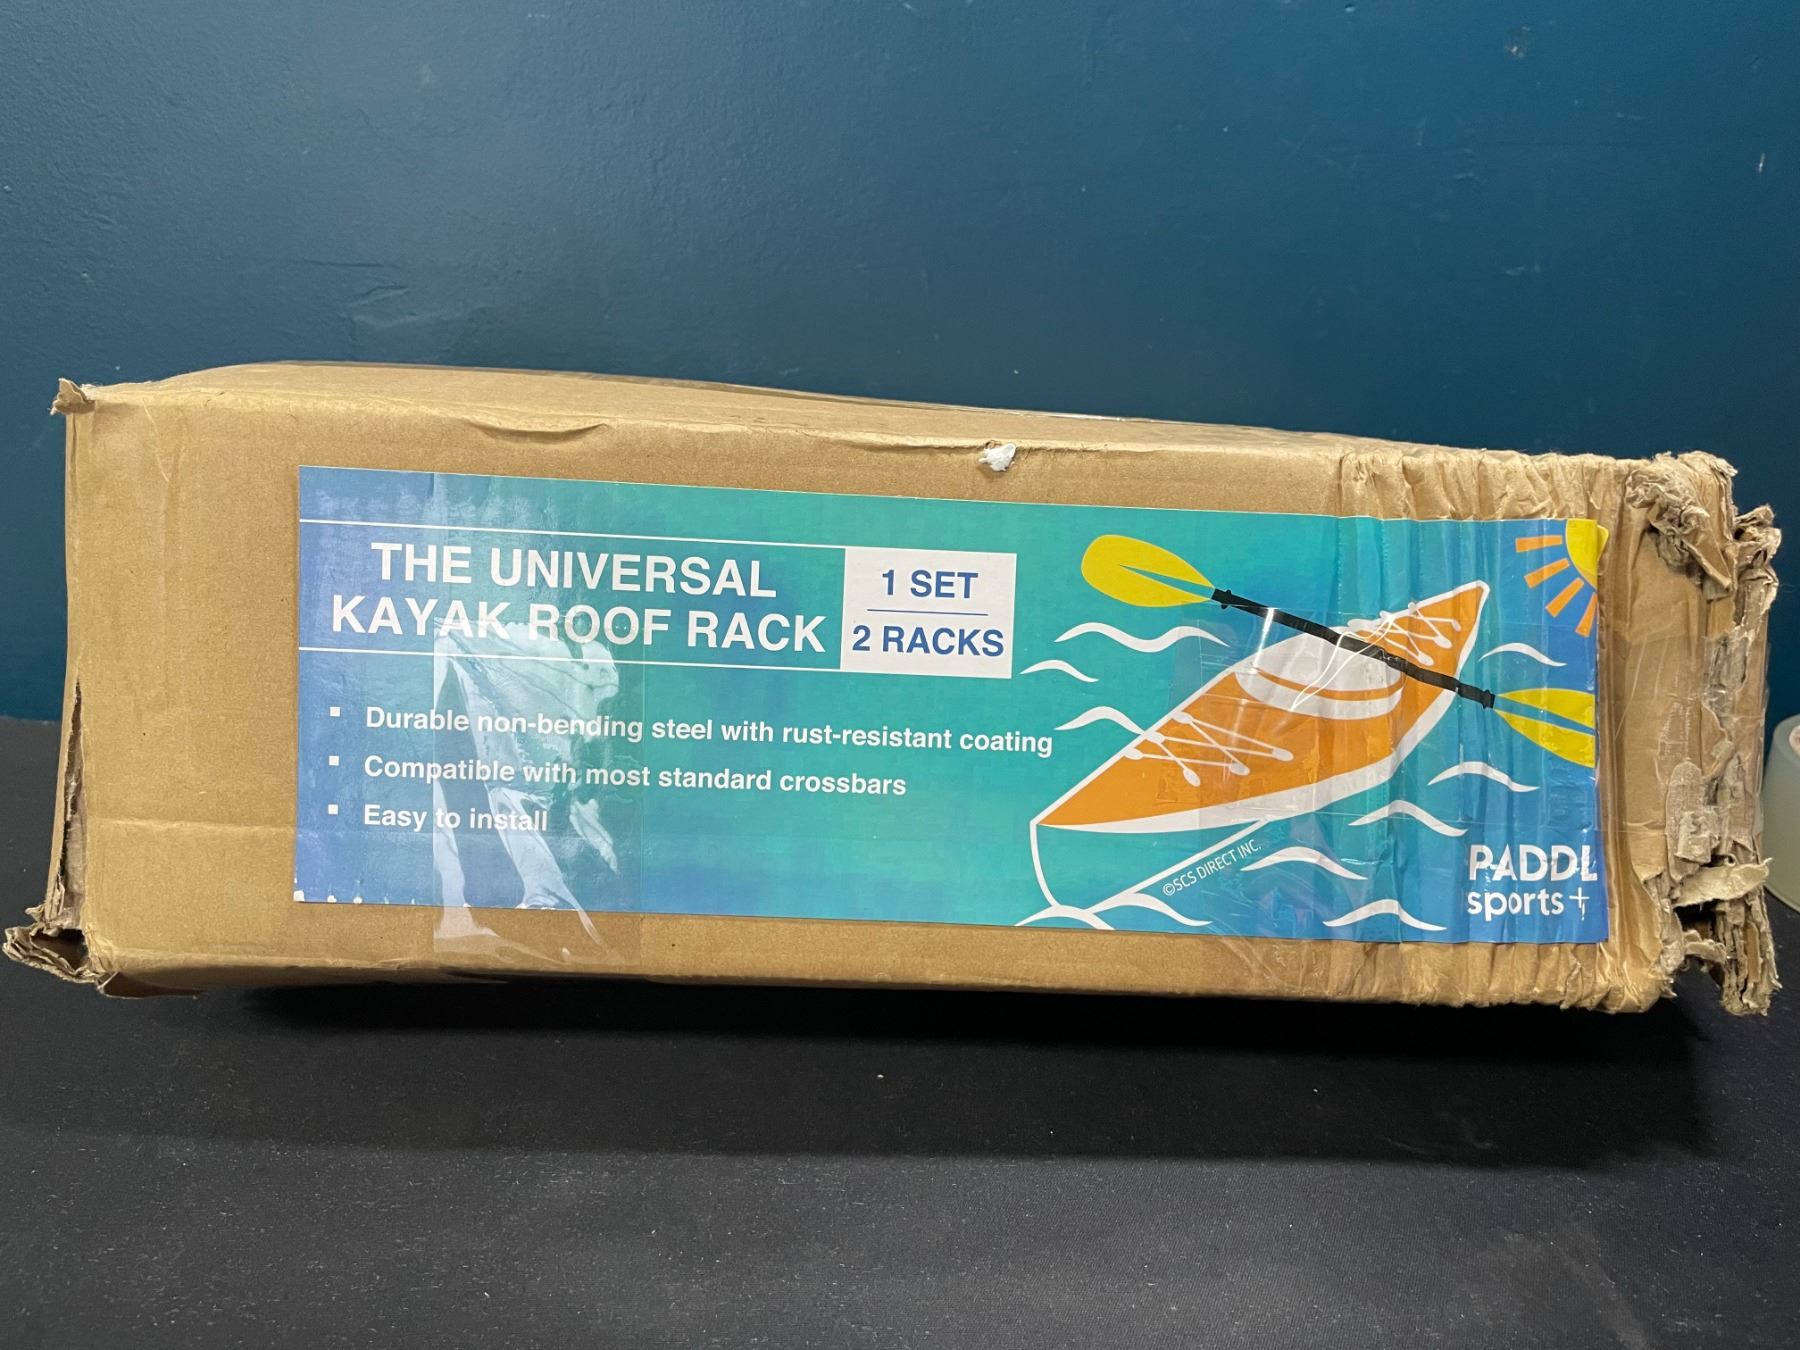 THE UNIVERSAL
KAYAK ROOF RACK
1 SET
2 RACKS
Durable non-bending steel with rust-resistant coating
Compatible with most standard crossbars
Easy to install
©SCS DIRECT INC.
PADDL
sports+